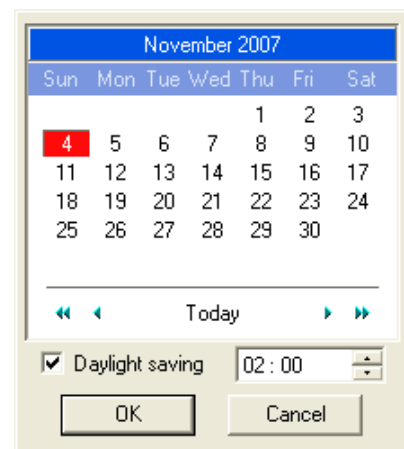 November 2007
Sun Mon Tue Wed Thu Fri Sat
1 2 3
4 5 6 7 8 9 10
11 12 13 14 15 16 17
18 19 20 21 22 23 24
25 26 27 28 29 30
Today
Daylight saving 02 : 00
OK Cancel